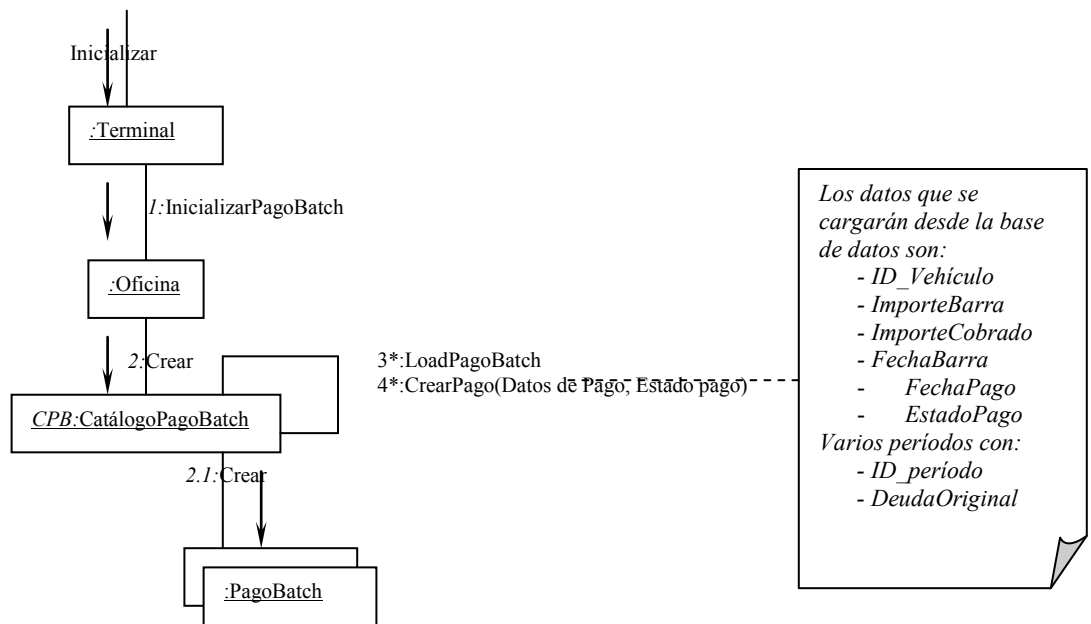 Inicializar
:Terminal
1:InicializarPagoBatch
:Oficina
2:Crear
3*:LoadPagoBatch
4*:CrearPago(Datos de Pago, Estado pago)
CPB:CatálogoPagoBatch
2.1:Crear
:PagoBatch
Los datos que se
cargarán desde la base
de datos son:
- ID_Vehículo
- ImporteBarra
- ImporteCobrado
- FechaBarra
- FechaPago
- EstadoPago
Varios períodos con:
- ID_período
- DeudaOriginal